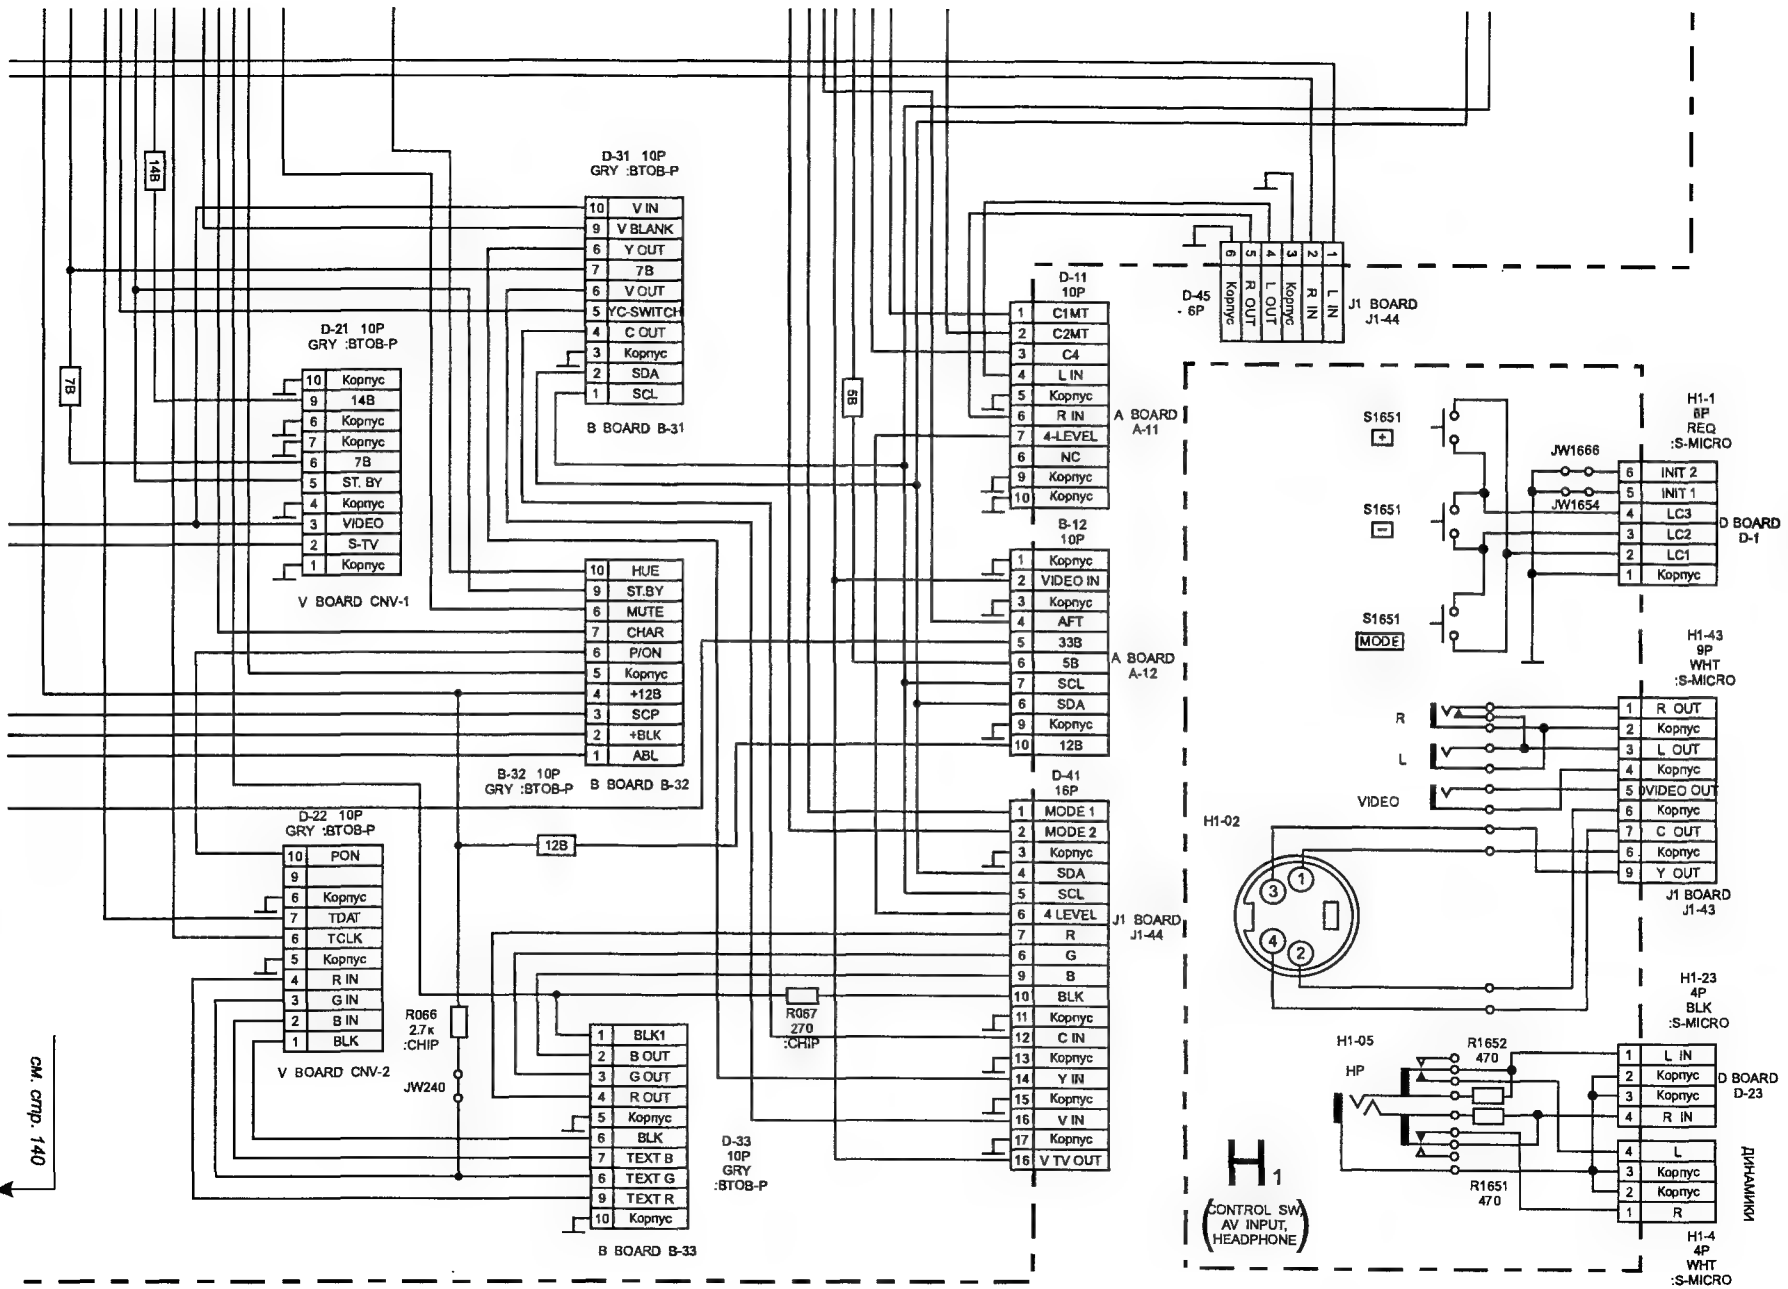 D-31 10P
GRY :BTOB-P
10 V IN
9 V BLANK
6 Y OUT
7 7В
6 V OUT
5 YC-SWITCH
4 C OUT
3 Корпус
2 SDA
1 SCL
B BOARD B-31
14В
7В
D-21 10P
GRY :BTOB-P
10 Корпус
9 14В
6 Корпус
7 Корпус
6 7В
5 ST. BY
4 Корпус
3 VIDEO
2 S-TV
1 Корпус
V BOARD CNV-1
10 HUE
9 ST.BY
6 MUTE
7 CHAR
6 P/ON
5 Корпус
4 +12В
3 SCP
2 +BLK
1 ABL
B-32 10P
GRY :BTOB-P
B BOARD B-32
12В
D-22 10P
GRY :BTOB-P
10 PON
9
6 Корпус
7 TDAT
6 TCLK
5 Корпус
4 R IN
3 G IN
2 B IN
1 BLK
V BOARD CNV-2
R066
2.7к
:CHIP
JW240
R067
270
:CHIP
1 BLK1
2 B OUT
3 G OUT
4 R OUT
5 Корпус
6 BLK
7 TEXT B
6 TEXT G
9 TEXT R
10 Корпус
D-33
10P
GRY
:BTOB-P
B BOARD B-33
см. стр. 140
5В
D-11
10P
1 C1MT
2 C2MT
3 C4
4 L IN
5 Корпус
6 R IN
7 4-LEVEL
6 NC
9 Корпус
10 Корпус
A BOARD
A-11
B-12
10P
1 Корпус
2 VIDEO IN
3 Корпус
4 AFT
5 33В
6 5В
7 SCL
6 SDA
9 Корпус
10 12В
A BOARD
A-12
D-41
16P
1 MODE 1
2 MODE 2
3 Корпус
4 SDA
5 SCL
6 4 LEVEL
7 R
6 G
9 B
10 BLK
11 Корпус
12 C IN
13 Корпус
14 Y IN
15 Корпус
16 V IN
17 Корпус
16 V TV OUT
J1 BOARD
J1-44
D-45
- 6P
6 Корпус
5 R OUT
4 L OUT
3 Корпус
2 R IN
1 L IN
J1 BOARD
J1-44
S1651
+
S1651
−
S1651
MODE
JW1666
JW1654
H1-1
6P
REQ
:S-MICRO
6 INIT 2
5 INIT 1
4 LC3
3 LC2
2 LC1
1 Корпус
D BOARD
D-1
H1-43
9P
WHT
:S-MICRO
R
L
VIDEO
1 R OUT
2 Корпус
3 L OUT
4 Корпус
5 VIDEO OUT
6 Корпус
7 C OUT
6 Корпус
9 Y OUT
J1 BOARD
J1-43
H1-02
3 1
4 2
H1-23
4P
BLK
:S-MICRO
H1-05
HP
R1652
470
R1651
470
1 L IN
2 Корпус
3 Корпус
4 R IN
D BOARD
D-23
4 L
3 Корпус
2 Корпус
1 R
ДИНАМИКИ
H1-4
4P
WHT
:S-MICRO
H1
(CONTROL SW,
AV INPUT,
HEADPHONE)